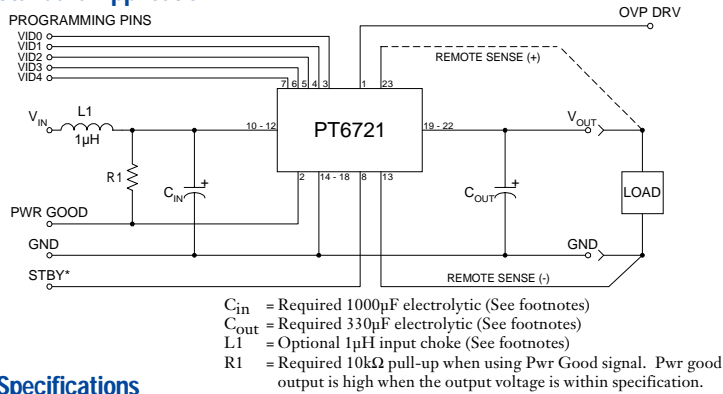 PROGRAMMING PINS
OVP DRV
VID0
VID1
VID2
VID3
VID4
REMOTE SENSE (+)
7 6 5 4 3
1 23
VIN
L1
1µH
10 - 12
PT6721
19 - 22
VOUT
R1
CIN
+
COUT
+
LOAD
2 14 - 18 8 13
PWR GOOD
GND
GND
STBY*
REMOTE SENSE (-)
Cin = Required 1000µF electrolytic (See footnotes)
Cout = Required 330µF electrolytic (See footnotes)
L1 = Optional 1µH input choke (See footnotes)
R1 = Required 10kΩ pull-up when using Pwr Good signal. Pwr good
output is high when the output voltage is within specification.
Specifications